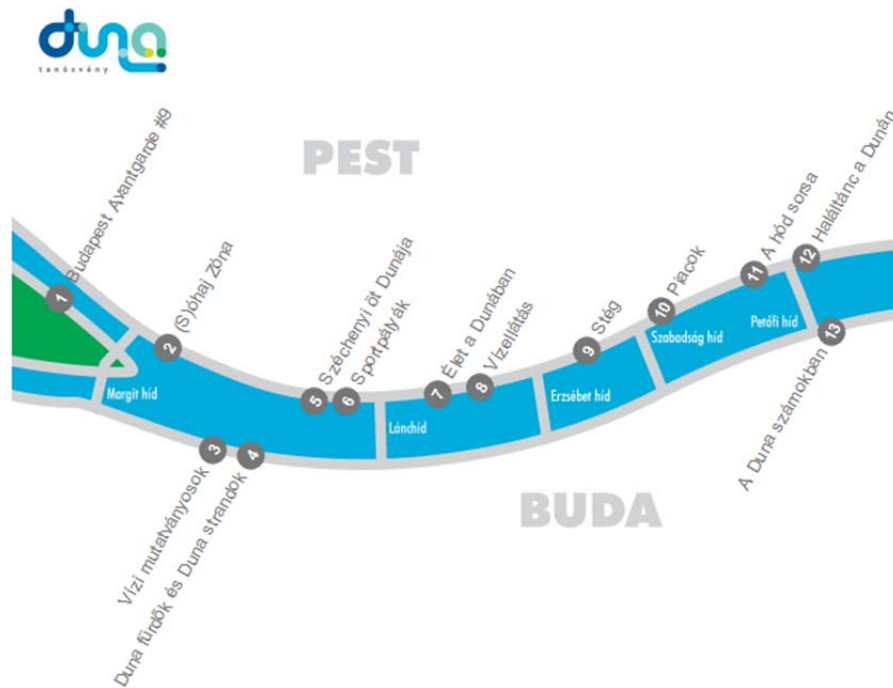 duna
tanösvény
PEST
BUDA
1 Budapest Avantgarde #9
2 (S)óhaj Zóna
3 Vízi mutatványosok
4 Duna fürdők és Duna strandok
5 Széchenyi öt Dunája
6 Sportpályák
7 Élet a Dunában
8 Vízellátás
9 Stég
10 Piacok
11 A hód sorsa
12 Haláltánc a Dunán
13 A Duna számokban
Margit híd
Lánchíd
Erzsébet híd
Szabadság híd
Petőfi híd